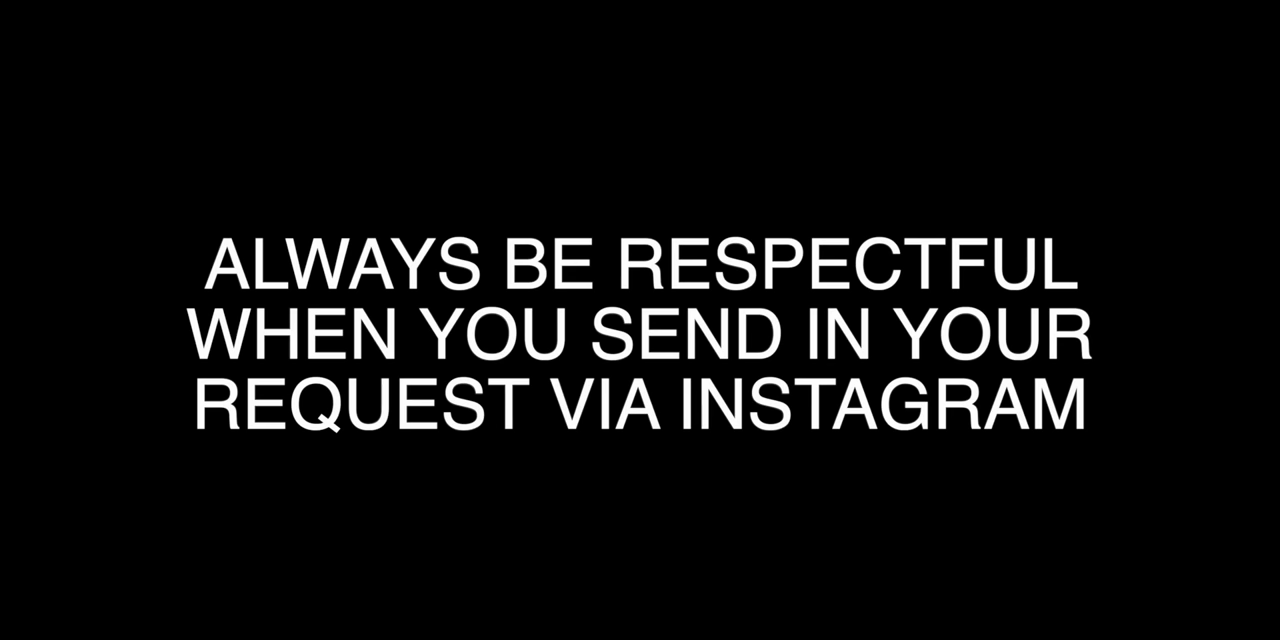 ALWAYS BE RESPECTFUL
WHEN YOU SEND IN YOUR
REQUEST VIA INSTAGRAM